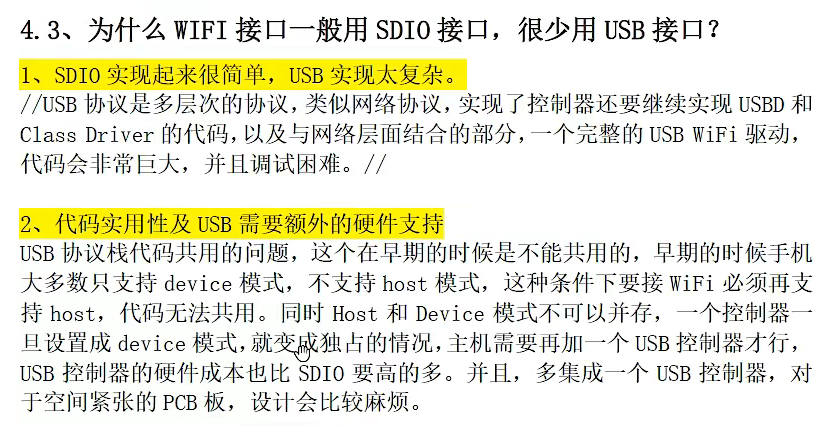 4.3、为什么 WIFI 接口一般用 SDIO 接口，很少用 USB 接口？
1、SDIO 实现起来很简单，USB 实现太复杂。
//USB 协议是多层次的协议，类似网络协议，实现了控制器还要继续实现 USBD 和
Class Driver 的代码，以及与网络层面结合的部分，一个完整的 USB WiFi 驱动，
代码会非常巨大，并且调试困难。//
2、代码实用性及 USB 需要额外的硬件支持
USB 协议栈代码共用的问题，这个在早期的时候是不能共用的，早期的时候手机
大多数只支持 device 模式，不支持 host 模式，这种条件下要接 WiFi 必须再支
持 host，代码无法共用。同时 Host 和 Device 模式不可以并存，一个控制器一
旦设置成 device 模式，就变成独占的情况，主机需要再加一个 USB 控制器才行，
USB 控制器的硬件成本也比 SDIO 要高的多。并且，多集成一个 USB 控制器，对
于空间紧张的 PCB 板，设计会比较麻烦。